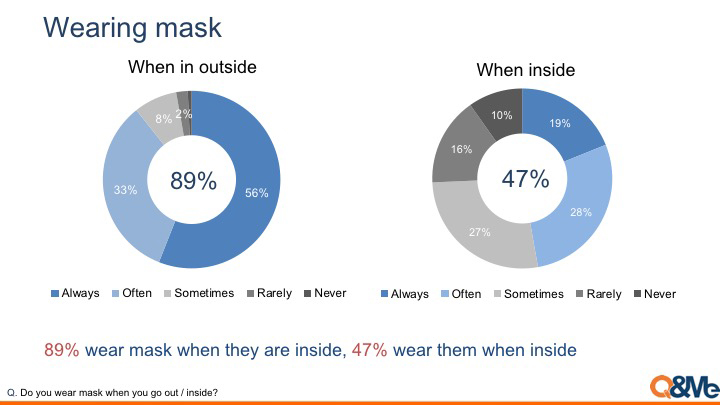 Wearing mask
When in outside
When inside
8%
2%
33%
56%
89%
10%
19%
16%
28%
27%
47%
Always Often Sometimes Rarely Never
Always Often Sometimes Rarely Never
89% wear mask when they are inside, 47% wear them when inside
Q. Do you wear mask when you go out / inside?
Q&Me